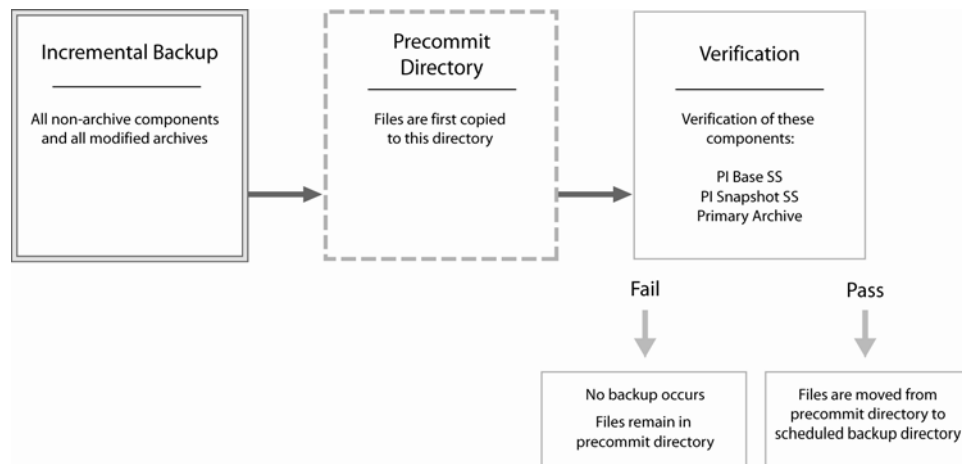 Incremental Backup
All non-archive components
and all modified archives
Precommit
Directory
Files are first copied
to this directory
Verification
Verification of these
components:
PI Base SS
PI Snapshot SS
Primary Archive
Fail
No backup occurs
Files remain in
precommit directory
Pass
Files are moved from
precommit directory to
scheduled backup directory